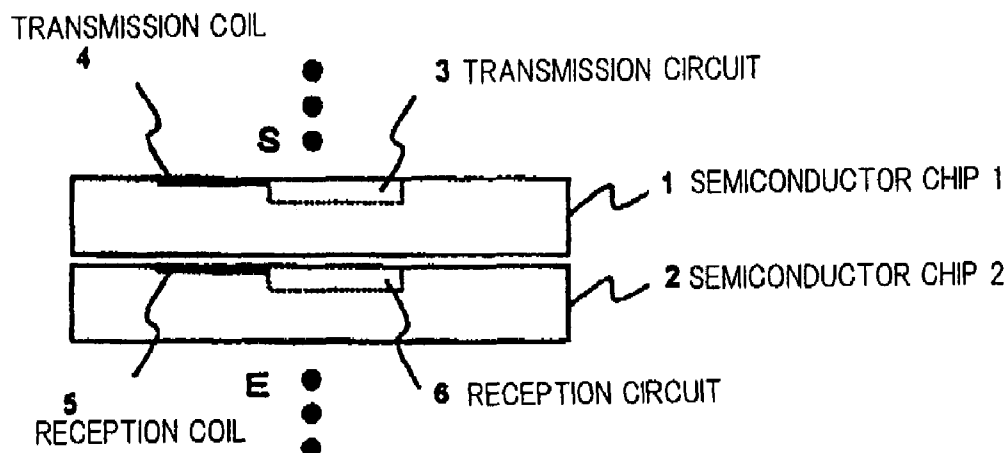 TRANSMISSION COIL
4
3 TRANSMISSION CIRCUIT
S
1 SEMICONDUCTOR CHIP 1
2 SEMICONDUCTOR CHIP 2
E
5
RECEPTION COIL
6 RECEPTION CIRCUIT